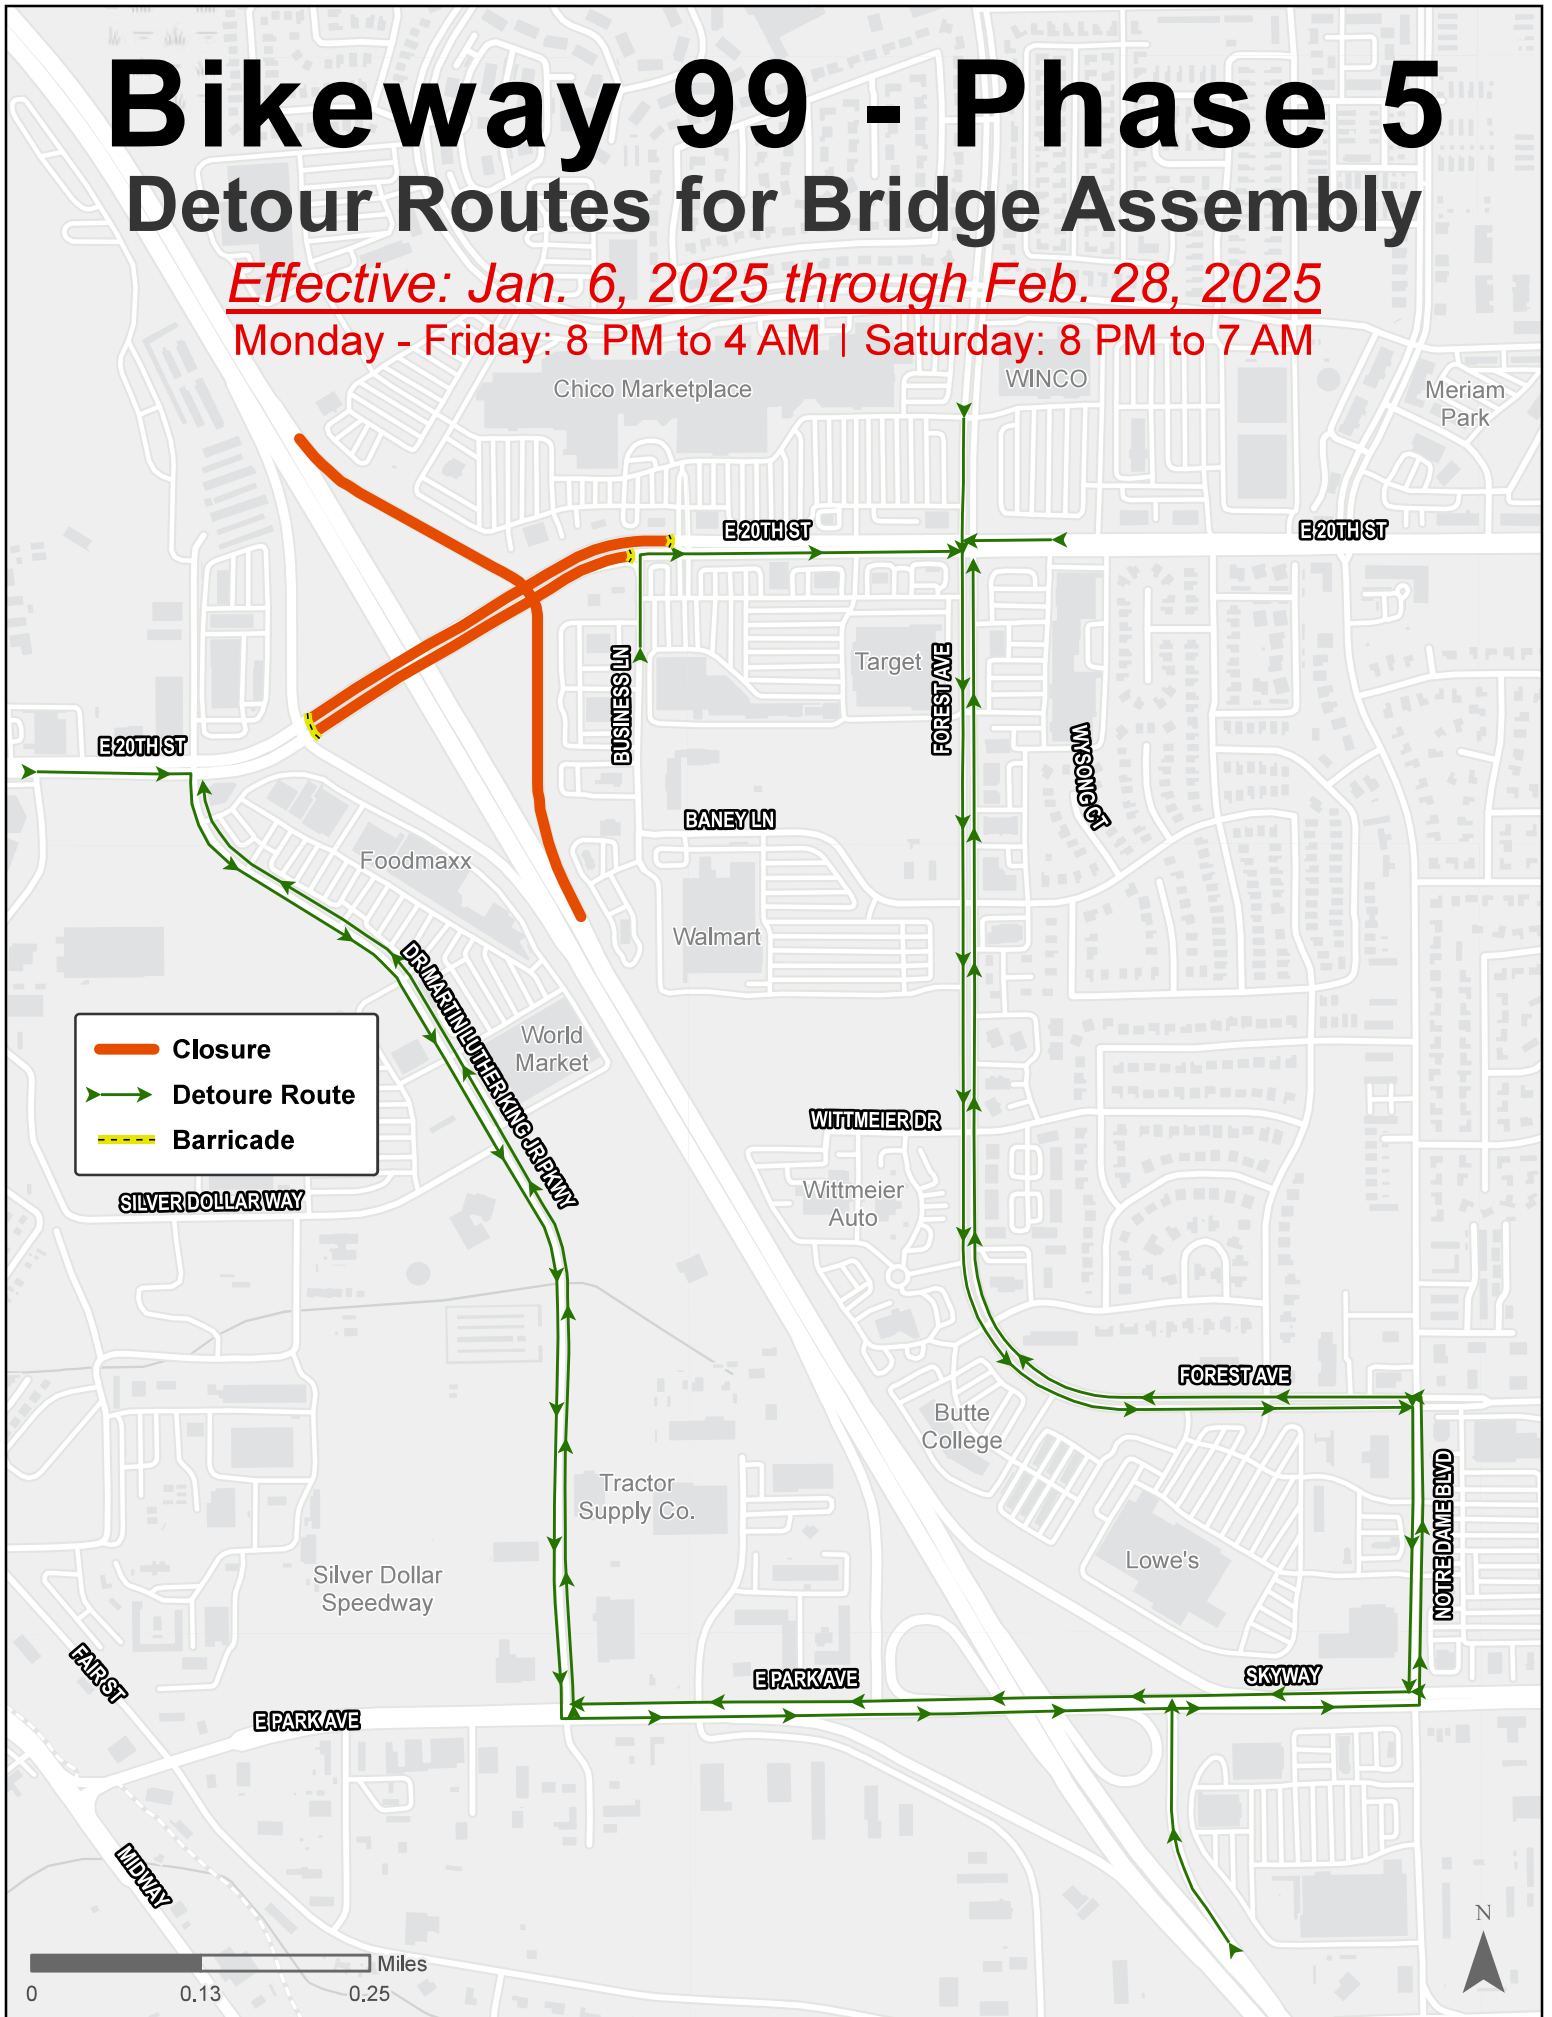 Bikeway 99 - Phase 5
Detour Routes for Bridge Assembly
Effective: Jan. 6, 2025 through Feb. 28, 2025
Monday - Friday: 8 PM to 4 AM | Saturday: 8 PM to 7 AM
Chico Marketplace
WINCO
Meriam
Park
E 20TH ST
E 20TH ST
Target
BUSINESS LN
FOREST AVE
WYSONG CT
E 20TH ST
BANEY LN
Foodmaxx
Walmart
DR MARTIN LUTHER KING JR PKWY
World
Market
Closure
Detoure Route
Barricade
WITTMEIER DR
SILVER DOLLAR WAY
Wittmeier
Auto
FOREST AVE
Butte
College
NOTRE DAME BLVD
Tractor
Supply Co.
Lowe's
Silver Dollar
Speedway
FAIR ST
E PARK AVE
SKYWAY
E PARK AVE
MIDWAY
N
Miles
0
0.13
0.25